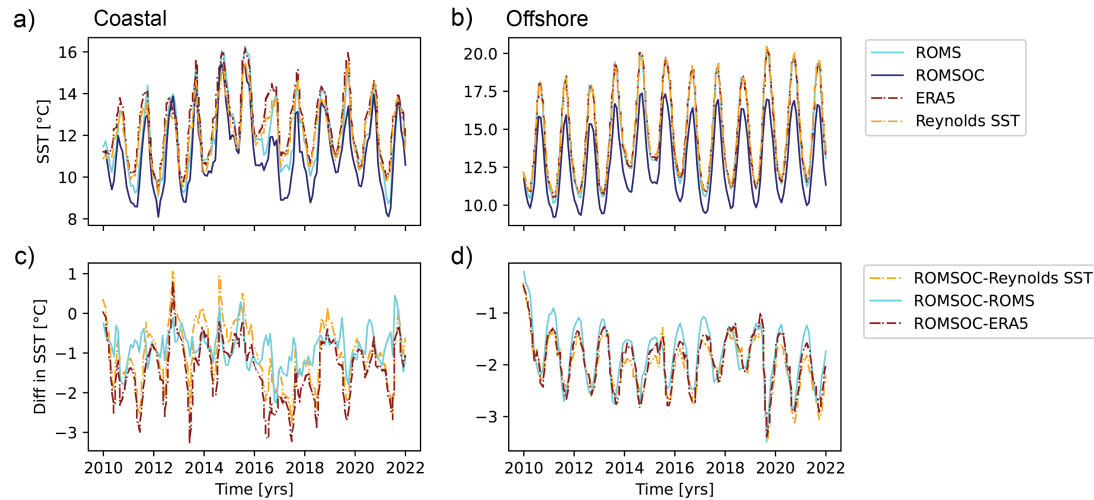 a) Coastal
b) Offshore
SST [°C]
16
14
12
10
8
20.0
17.5
15.0
12.5
10.0
ROMS
ROMSOC
ERA5
Reynolds SST
c)
d)
Diff in SST [°C]
1
0
−1
−2
−3
2010 2012 2014 2016 2018 2020 2022
Time [yrs]
−1
−2
−3
2010 2012 2014 2016 2018 2020 2022
Time [yrs]
ROMSOC-Reynolds SST
ROMSOC-ROMS
ROMSOC-ERA5